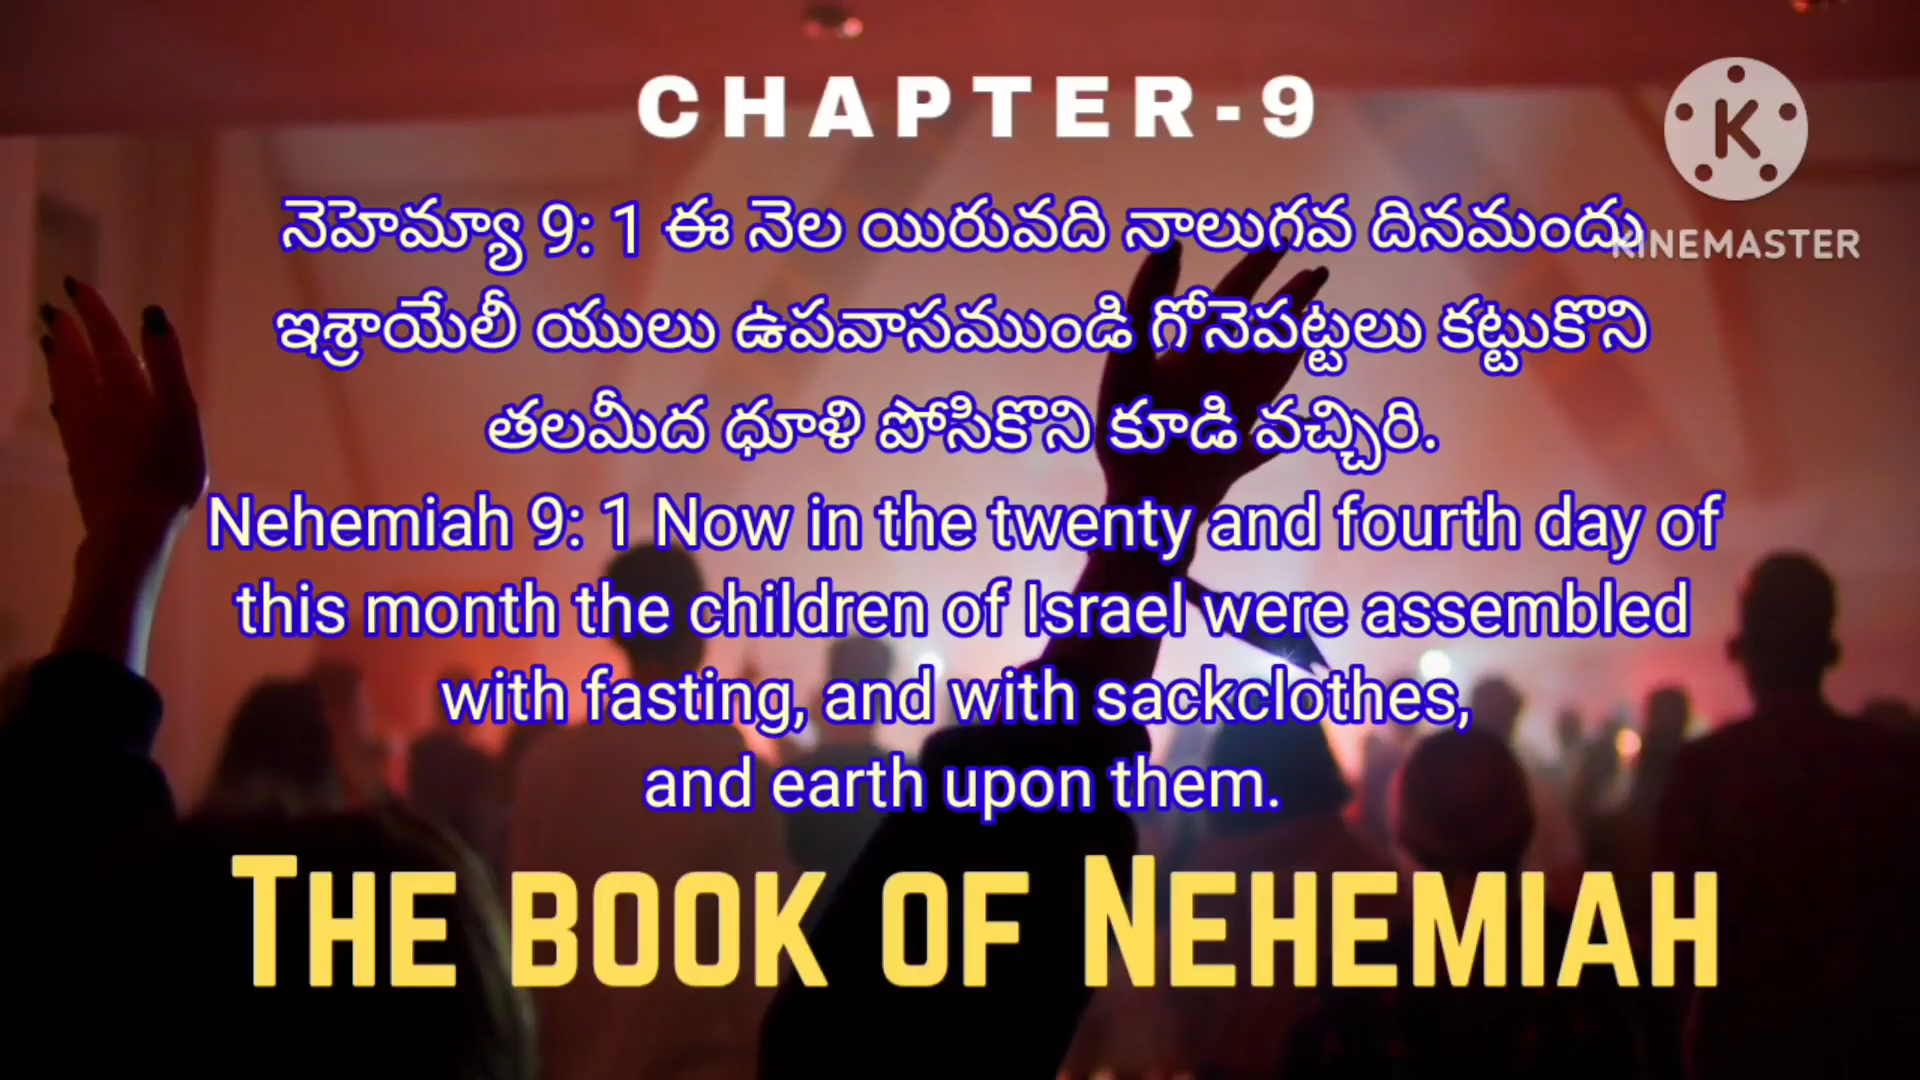 CHAPTER-9
K
KINEMASTER
నెహెమ్యా 9: 1 ఈ నెల యిరువది నాలుగవ దినమందు
ఇశ్రాయేలీ యులు ఉపవాసముండి గోనెపట్టలు కట్టుకొని
తలమీద ధూళి పోసికొని కూడి వచ్చిరి.
Nehemiah 9: 1 Now in the twenty and fourth day of
this month the children of Israel were assembled
with fasting, and with sackclothes,
and earth upon them.
THE BOOK OF NEHEMIAH